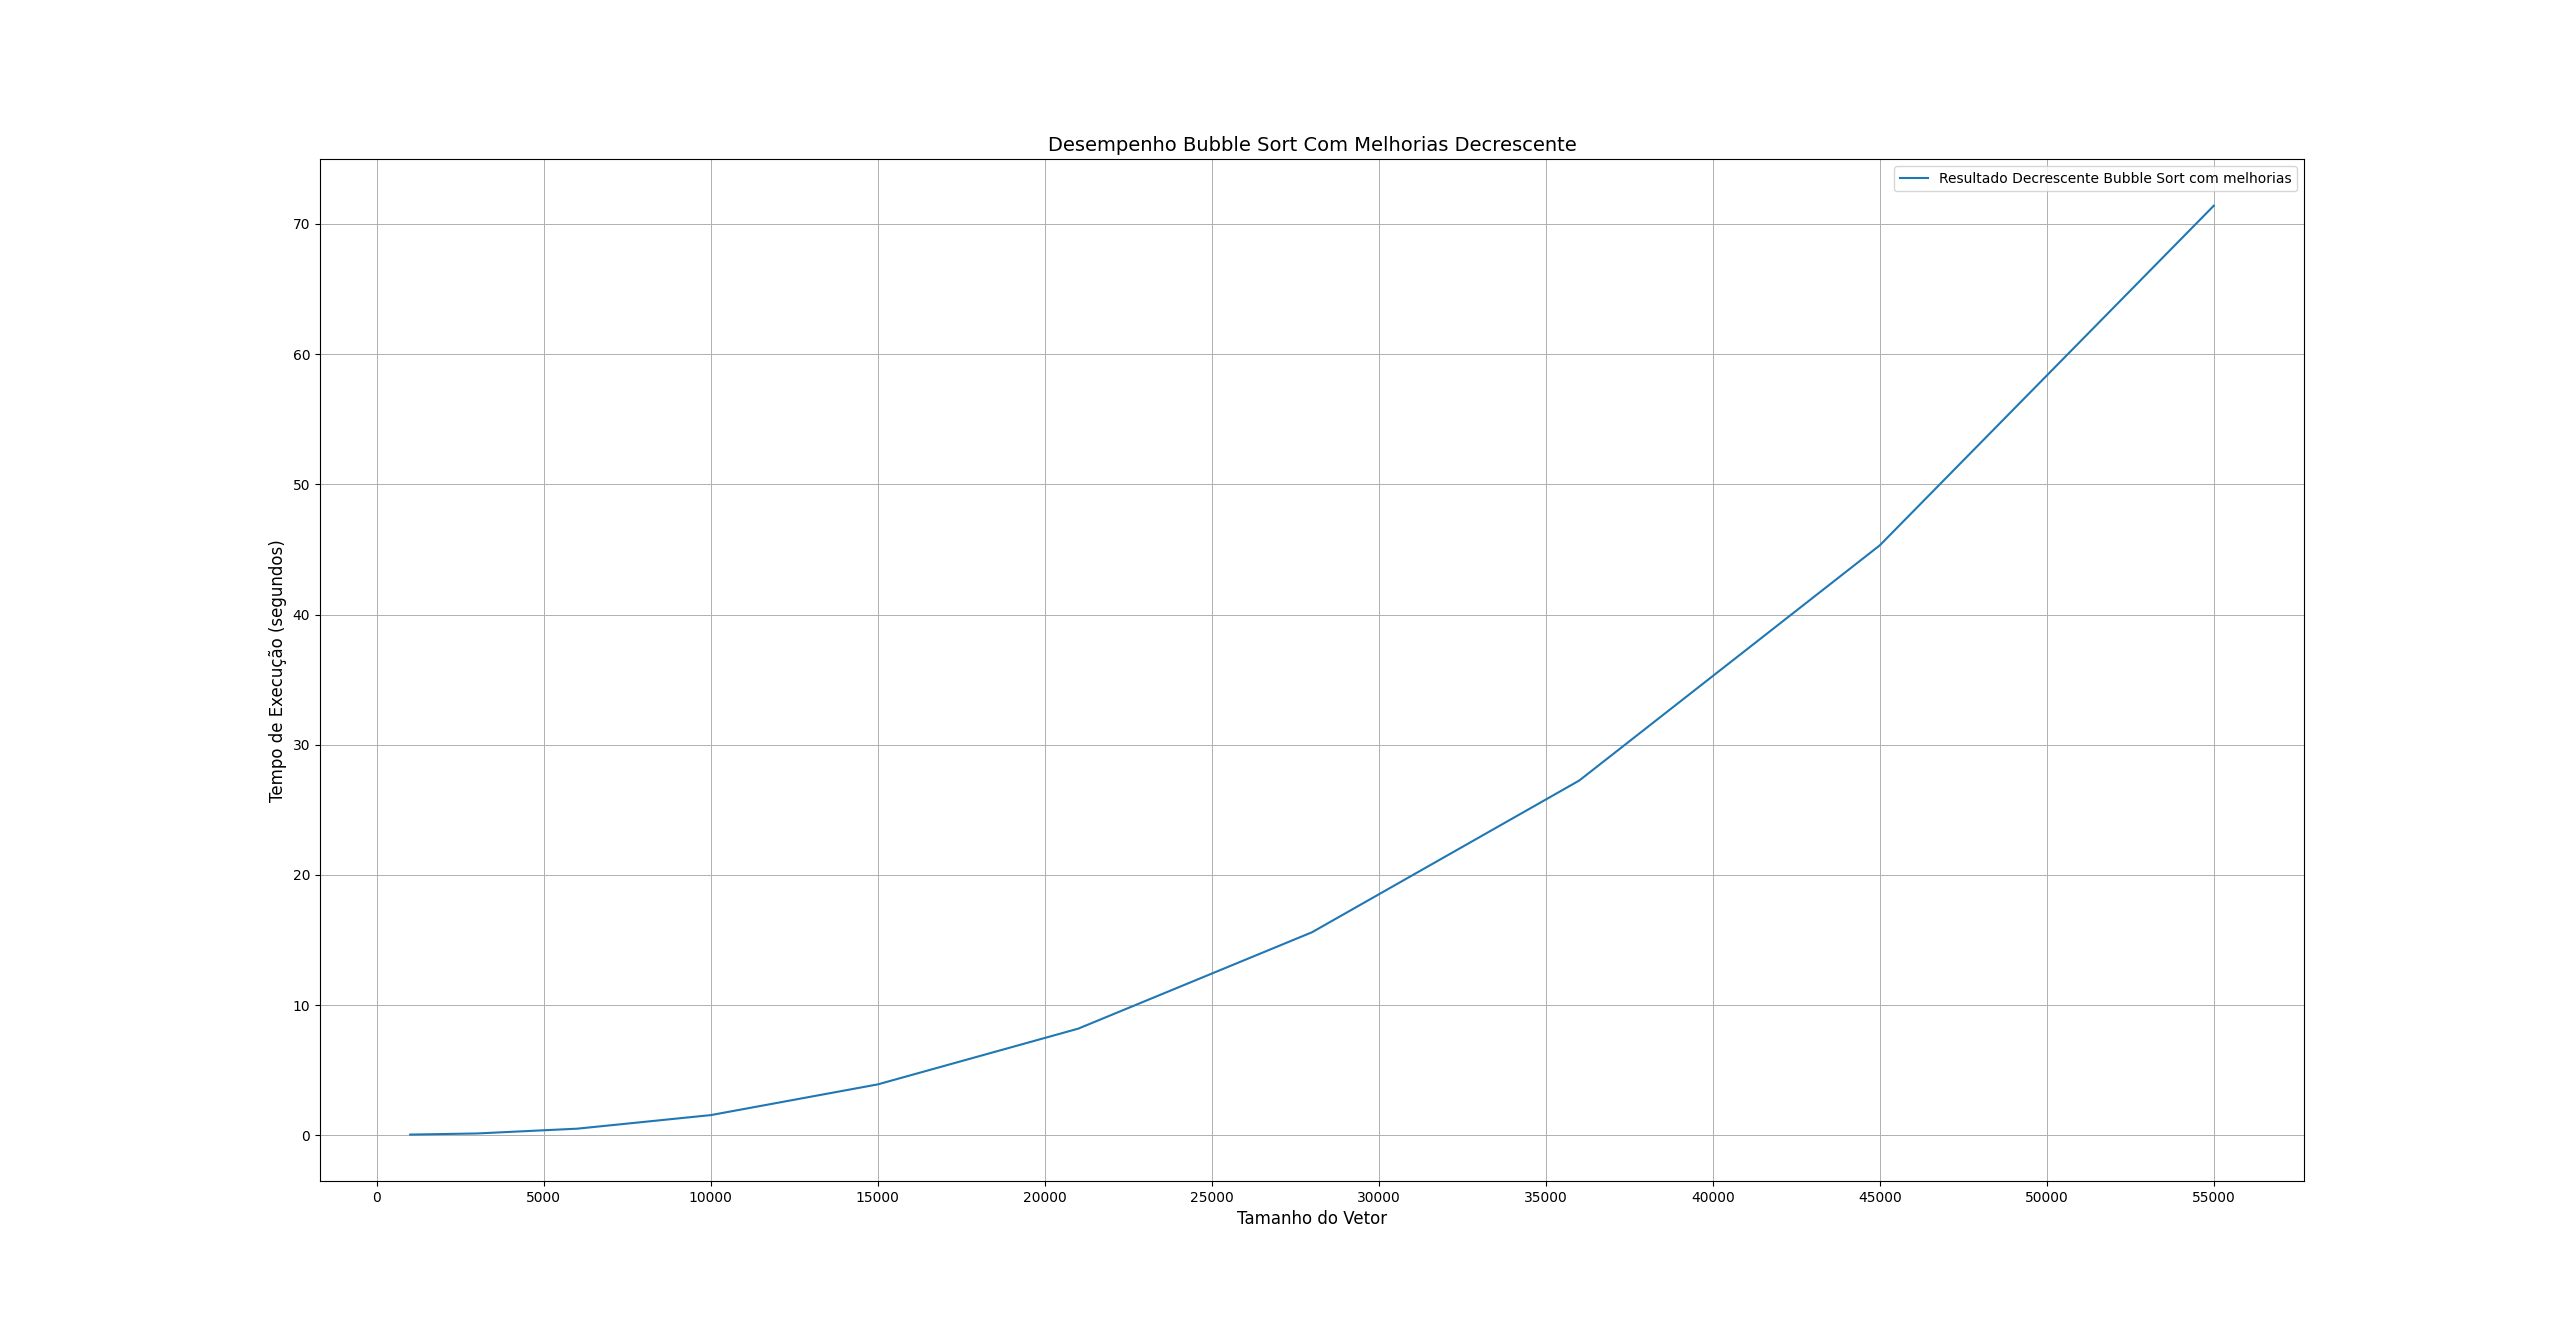 Desempenho Bubble Sort Com Melhorias Decrescente
Resultado Decrescente Bubble Sort com melhorias
70
60
50
40
30
20
10
0
Tempo de Execução (segundos)
0 5000 10000 15000 20000 25000 30000 35000 40000 45000 50000 55000
Tamanho do Vetor